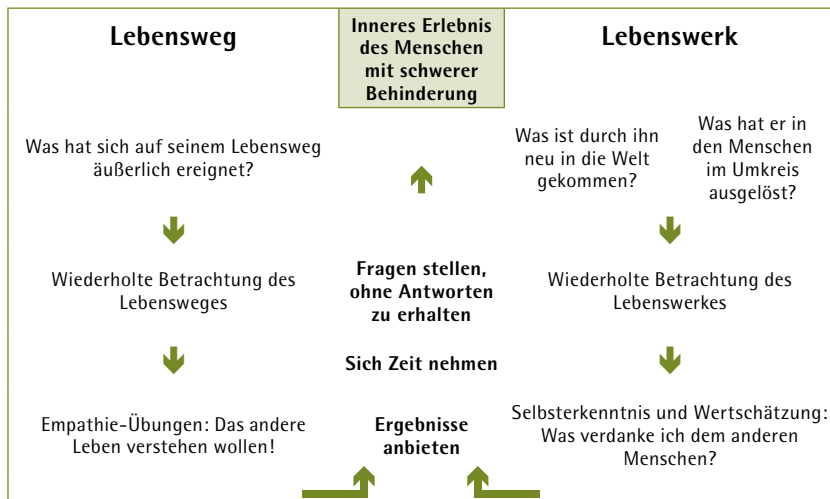 Lebensweg
Was hat sich auf seinem Lebensweg
äußerlich ereignet?
Wiederholte Betrachtung des
Lebensweges
Empathie-Übungen: Das andere
Leben verstehen wollen!
Inneres Erlebnis
des Menschen
mit schwerer
Behinderung
Fragen stellen,
ohne Antworten
zu erhalten
Sich Zeit nehmen
Ergebnisse
anbieten
Lebenswerk
Was ist durch ihn
neu in die Welt
gekommen?
Was hat er in
den Menschen
im Umkreis
ausgelöst?
Wiederholte Betrachtung des
Lebenswerkes
Selbsterkenntnis und Wertschätzung:
Was verdanke ich dem anderen
Menschen?